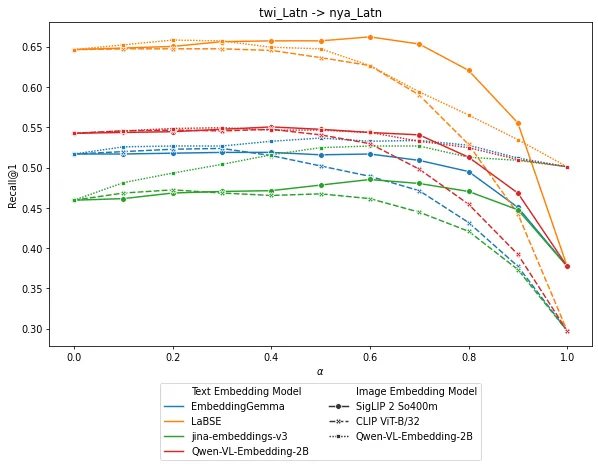 twi_Latn -> nya_Latn
Recall@1
0.65
0.60
0.55
0.50
0.45
0.40
0.35
0.30
0.0 0.2 0.4 0.6 0.8 1.0
α
Text Embedding Model Image Embedding Model
EmbeddingGemma SigLIP 2 So400m
LaBSE CLIP ViT-B/32
jina-embeddings-v3 Qwen-VL-Embedding-2B
Qwen-VL-Embedding-2B